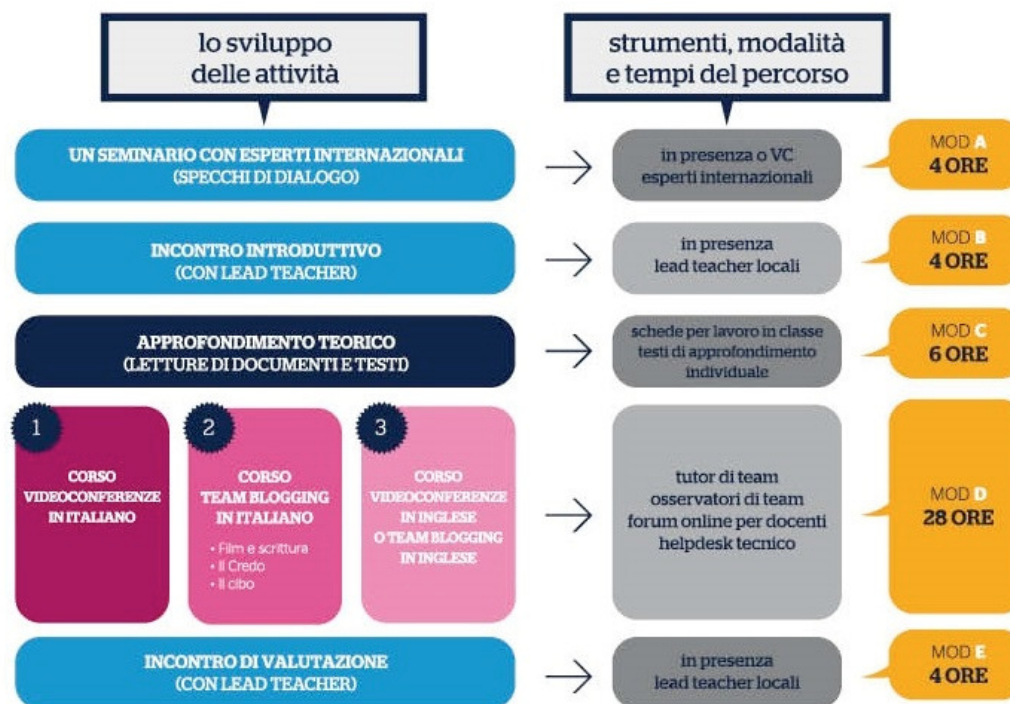 lo sviluppo
delle attività
strumenti, modalità
e tempi del percorso
UN SEMINARIO CON ESPERTI INTERNAZIONALI
(SPECCHI DI DIALOGO)
in presenza o VC
esperti internazionali
MOD A
4 ORE
INCONTRO INTRODUTTIVO
(CON LEAD TEACHER)
in presenza
lead teacher locali
MOD B
4 ORE
APPROFONDIMENTO TEORICO
(LETTURE DI DOCUMENTI E TESTI)
schede per lavoro in classe
testi di approfondimento
individuale
MOD C
6 ORE
1
CORSO
VIDEOCONFERENZE
IN ITALIANO
2
CORSO
TEAM BLOGGING
IN ITALIANO
• Film e scrittura
• Il Credo
• Il cibo
3
CORSO
VIDEOCONFERENZE
IN INGLESE
O TEAM BLOGGING
IN INGLESE
tutor di team
osservatori di team
forum online per docenti
helpdesk tecnico
MOD D
28 ORE
INCONTRO DI VALUTAZIONE
(CON LEAD TEACHER)
in presenza
lead teacher locali
MOD E
4 ORE